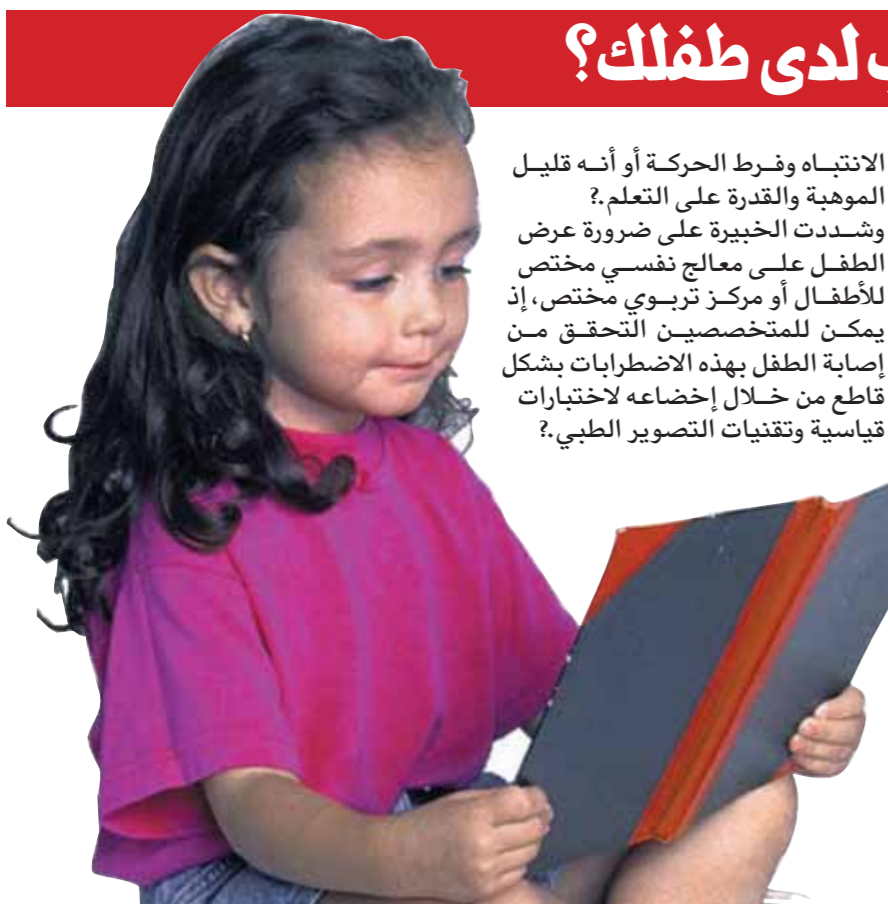 لدى طفلك؟
الانتباه وفرط الحركة أو أنه قليل
الموهبة والقدرة على التعلم.?
وشددت الخبيرة على ضرورة عرض
الطفل على معالج نفسي مختص
للأطفال أو مركز تربوي مختص، إذ
يمكن للمتخصصين التحقق من
إصابة الطفل بهذه الاضطرابات بشكل
قاطع من خلال إخضاعه لاختبارات
قياسية وتقنيات التصوير الطبي.?